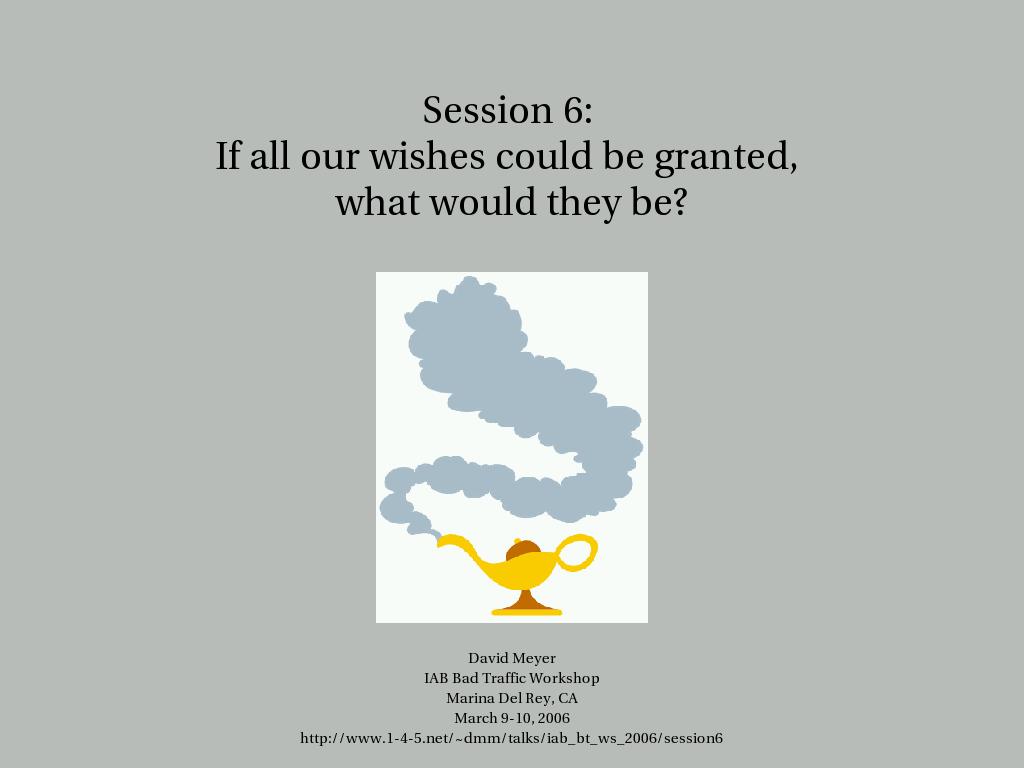 Session 6:
If all our wishes could be granted,
what would they be?
David Meyer
IAB Bad Traffic Workshop
Marina Del Rey, CA
March 9-10, 2006
http://www.1-4-5.net/~dmm/talks/iab_bt_ws_2006/session6